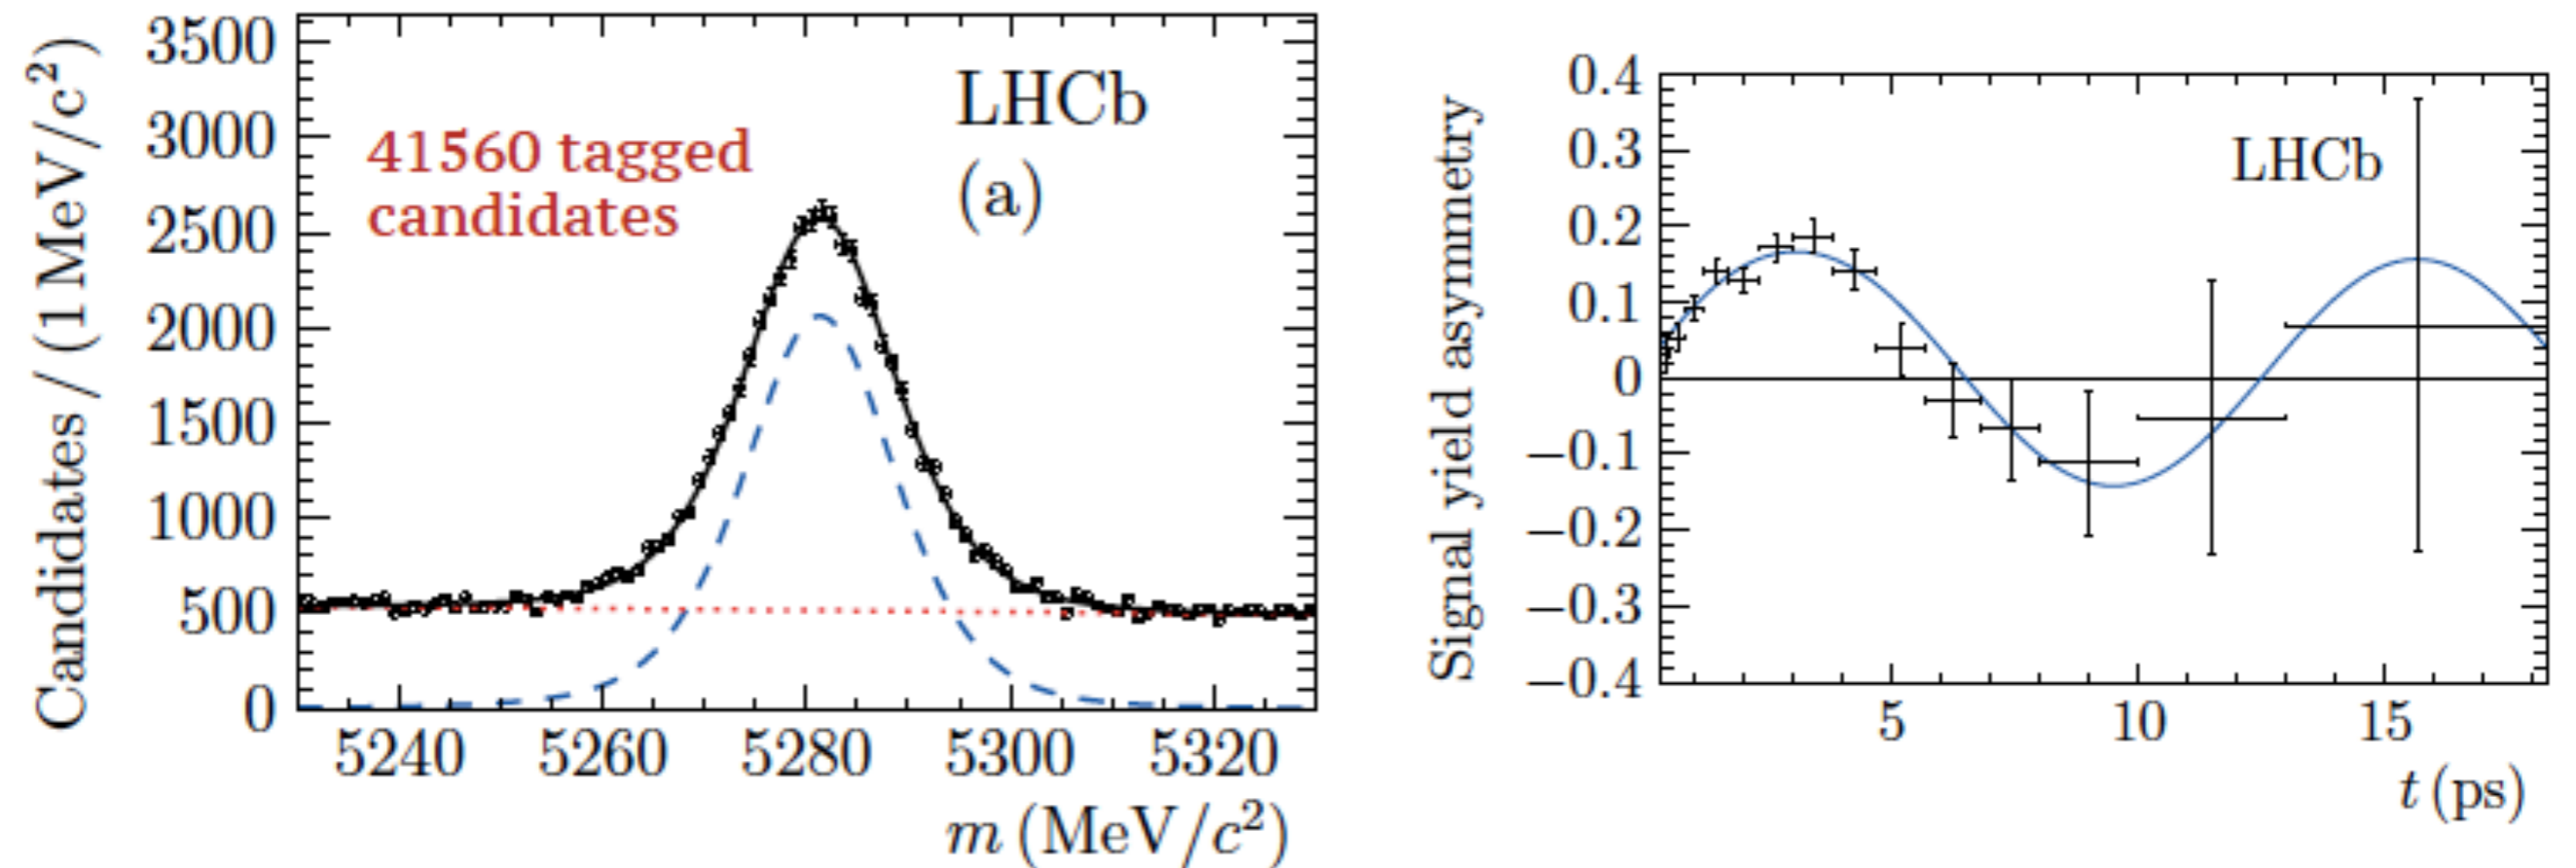 Candidates / (1 MeV/c²)
3500
3000
2500
2000
1500
1000
500
0
41560 tagged
candidates
LHCb
(a)
5240 5260 5280 5300 5320
m (MeV/c²)
Signal yield asymmetry
0.4
0.3
0.2
0.1
0
−0.1
−0.2
−0.3
−0.4
LHCb
5 10 15
t (ps)